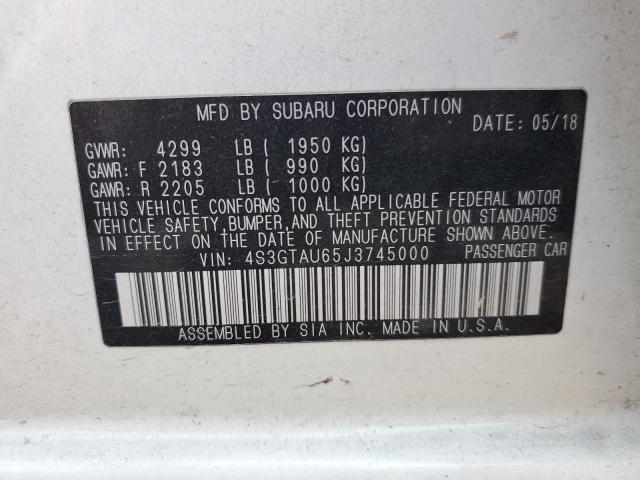 MFD BY SUBARU CORPORATION DATE: 05/18
GVWR: 4299 LB ( 1950 KG)
GAWR: F 2183 LB ( 990 KG)
GAWR: R 2205 LB ( 1000 KG)
THIS VEHICLE CONFORMS TO ALL APPLICABLE FEDERAL MOTOR
VEHICLE SAFETY, BUMPER, AND THEFT PREVENTION STANDARDS
IN EFFECT ON THE DATE OF MANUFACTURE SHOWN ABOVE.
VIN: 4S3GTAU65J3745000 PASSENGER CAR
ASSEMBLED BY SIA INC. MADE IN U.S.A.